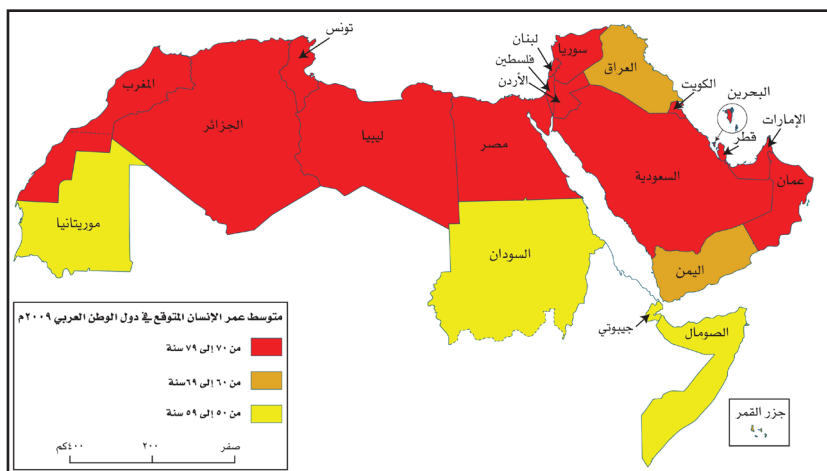 تونس
لبنان
سوريا
فلسطين
العراق
الأردن
المغرب
الكويت
البحرين
الإمارات
قطر
الجزائر
ليبيا
مصر
السعودية
عمان
موريتانيا
السودان
اليمن
جيبوتي
الصومال
جزر القمر
متوسط عمر الإنسان المتوقع في دول الوطن العربي ٢٠٠٩م
من ٧٠ إلى ٧٩ سنة
من ٦٠ إلى ٦٩ سنة
من ٥٠ إلى ٥٩ سنة
صفر ٢٠٠ ٤٠٠كم